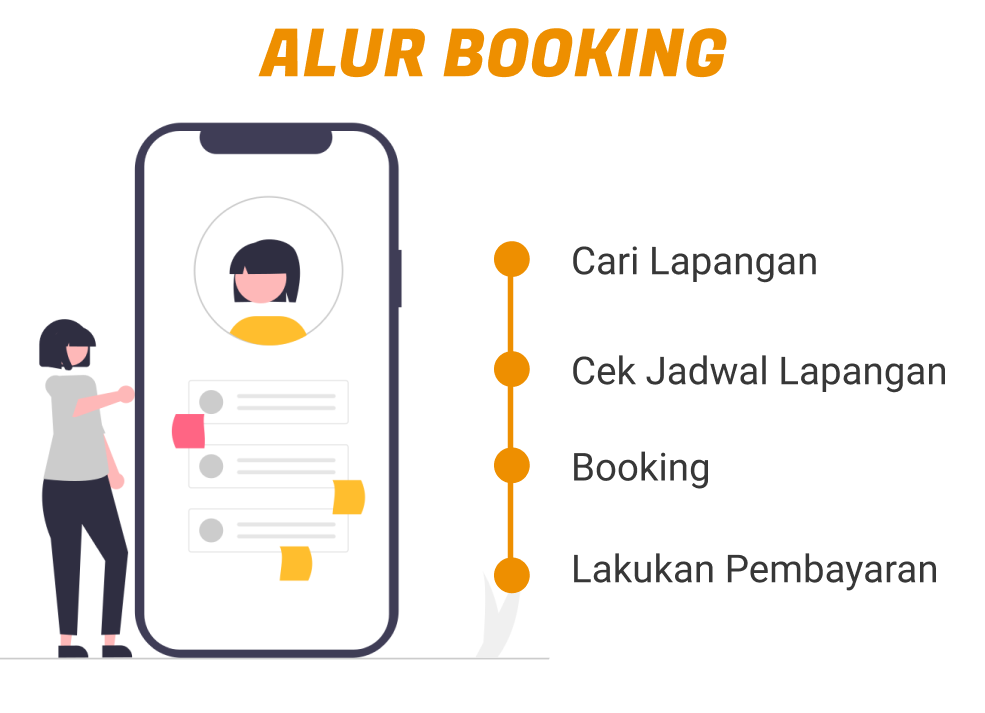 ALUR BOOKING
Cari Lapangan
Cek Jadwal Lapangan
Booking
Lakukan Pembayaran